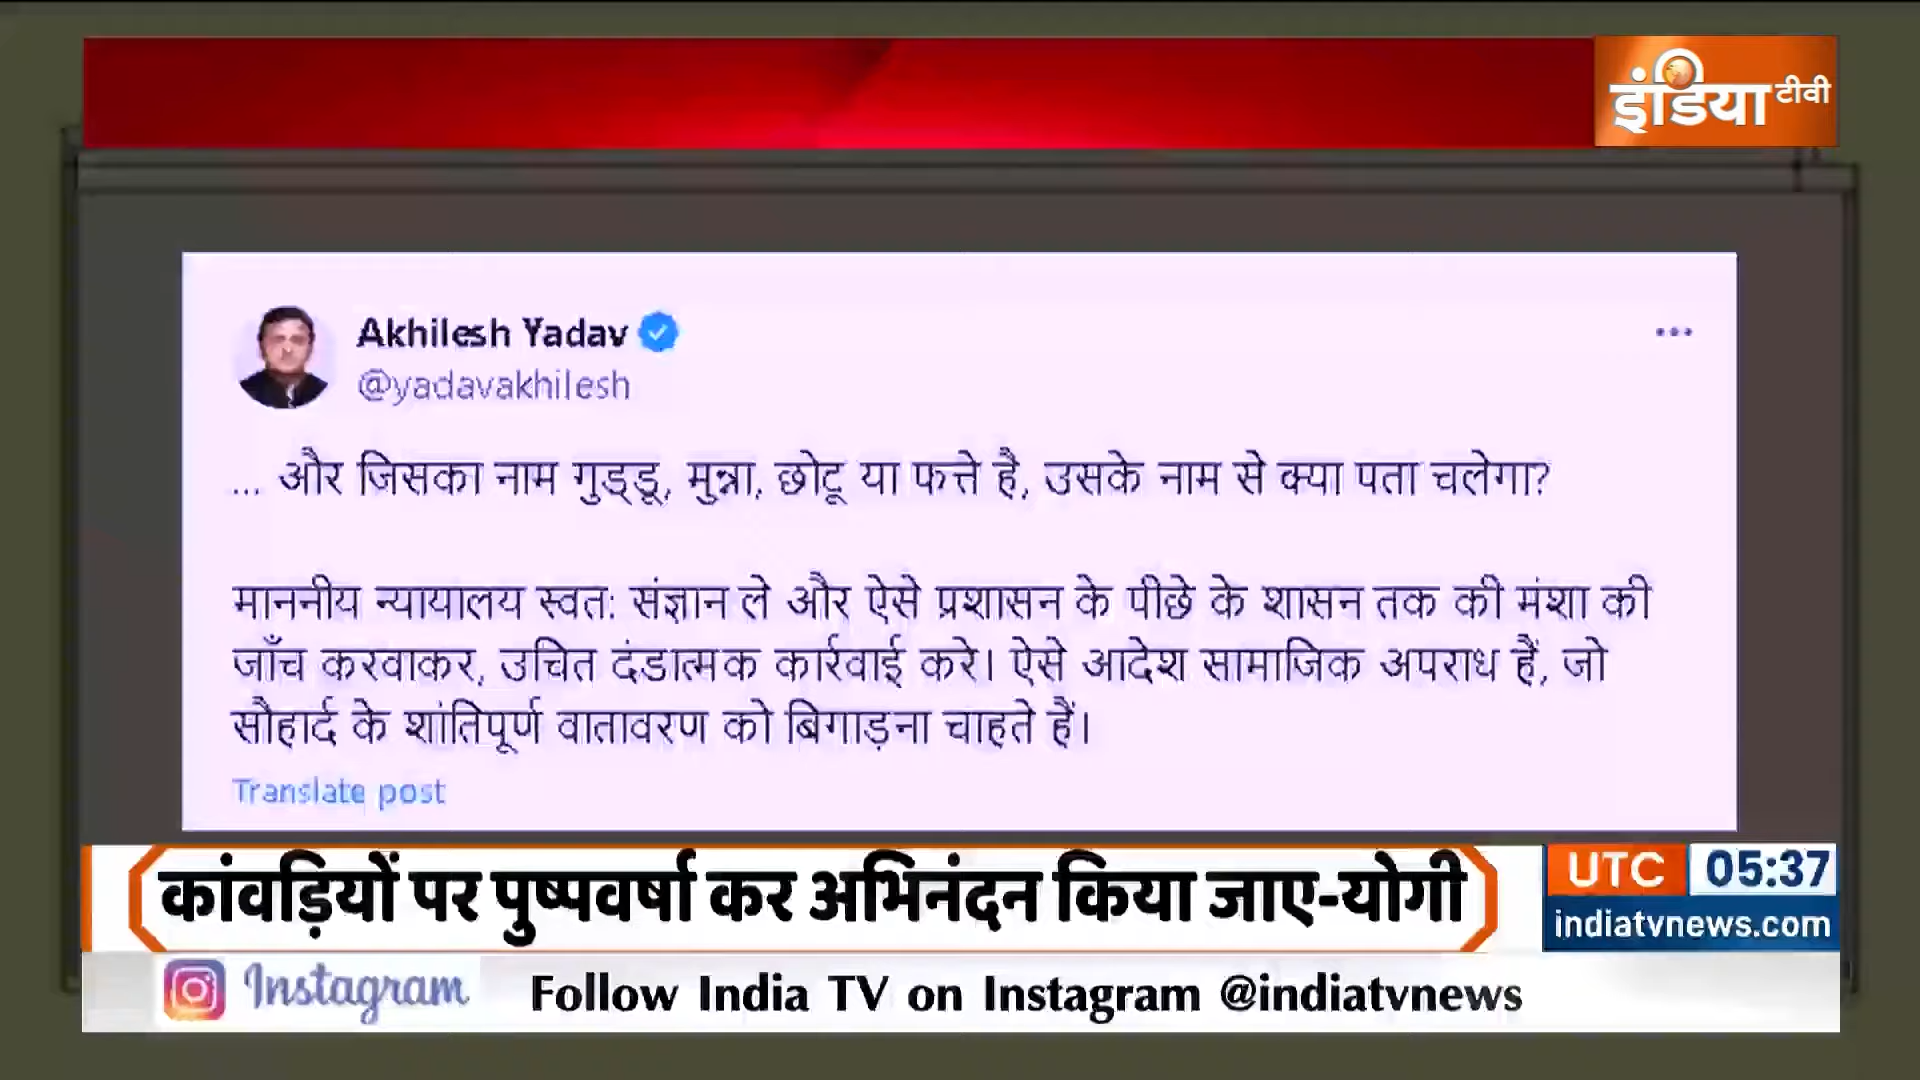 इंडिया टीवी
Akhilesh Yadav
@yadavakhilesh
... और जिसका नाम गुड्डू, मुन्ना, छोटू या फत्ते है, उसके नाम से क्या पता चलेगा?
माननीय न्यायालय स्वत: संज्ञान ले और ऐसे प्रशासन के पीछे के शासन तक की मंशा की
जाँच करवाकर, उचित दंडात्मक कार्रवाई करे। ऐसे आदेश सामाजिक अपराध हैं, जो
सौहार्द के शांतिपूर्ण वातावरण को बिगाड़ना चाहते हैं।
Translate post
कांवड़ियों पर पुष्पवर्षा कर अभिनंदन किया जाए-योगी
UTC 05:37
indiatvnews.com
Instagram Follow India TV on Instagram @indiatvnews